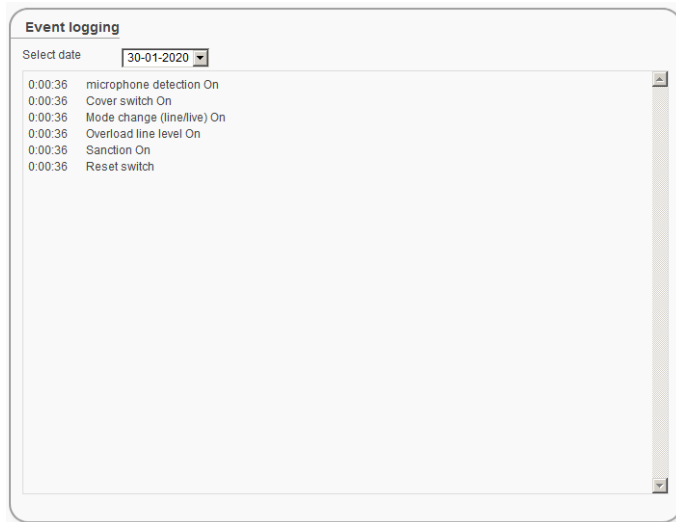 Event logging
Select date 30-01-2020
0:00:36 microphone detection On
0:00:36 Cover switch On
0:00:36 Mode change (line/live) On
0:00:36 Overload line level On
0:00:36 Sanction On
0:00:36 Reset switch